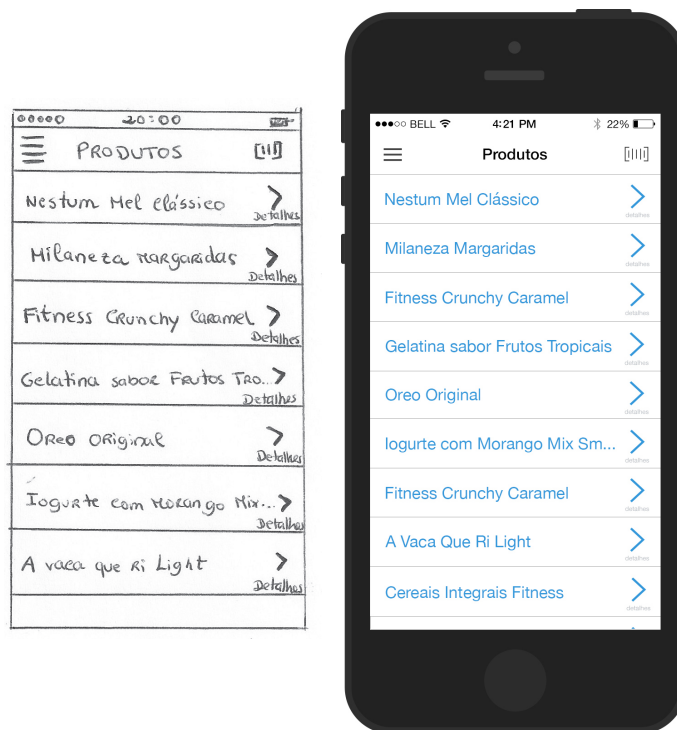 20:00
PRODUTOS
Nestum Mel clássico
Detalhes
Milaneza Margaridas
Detalhes
Fitness Crunchy Caramel
Detalhes
Gelatina sabor Frutos Tro...
Detalhes
Oreo Original
Detalhes
Iogurte com Morango Mix...
Detalhes
A vaca que Ri Light
Detalhes
BELL 4:21 PM 22%
Produtos
Nestum Mel Clássico
detalhes
Milaneza Margaridas
detalhes
Fitness Crunchy Caramel
detalhes
Gelatina sabor Frutos Tropicais
detalhes
Oreo Original
detalhes
Iogurte com Morango Mix Sm...
detalhes
Fitness Crunchy Caramel
detalhes
A Vaca Que Ri Light
detalhes
Cereais Integrais Fitness
detalhes